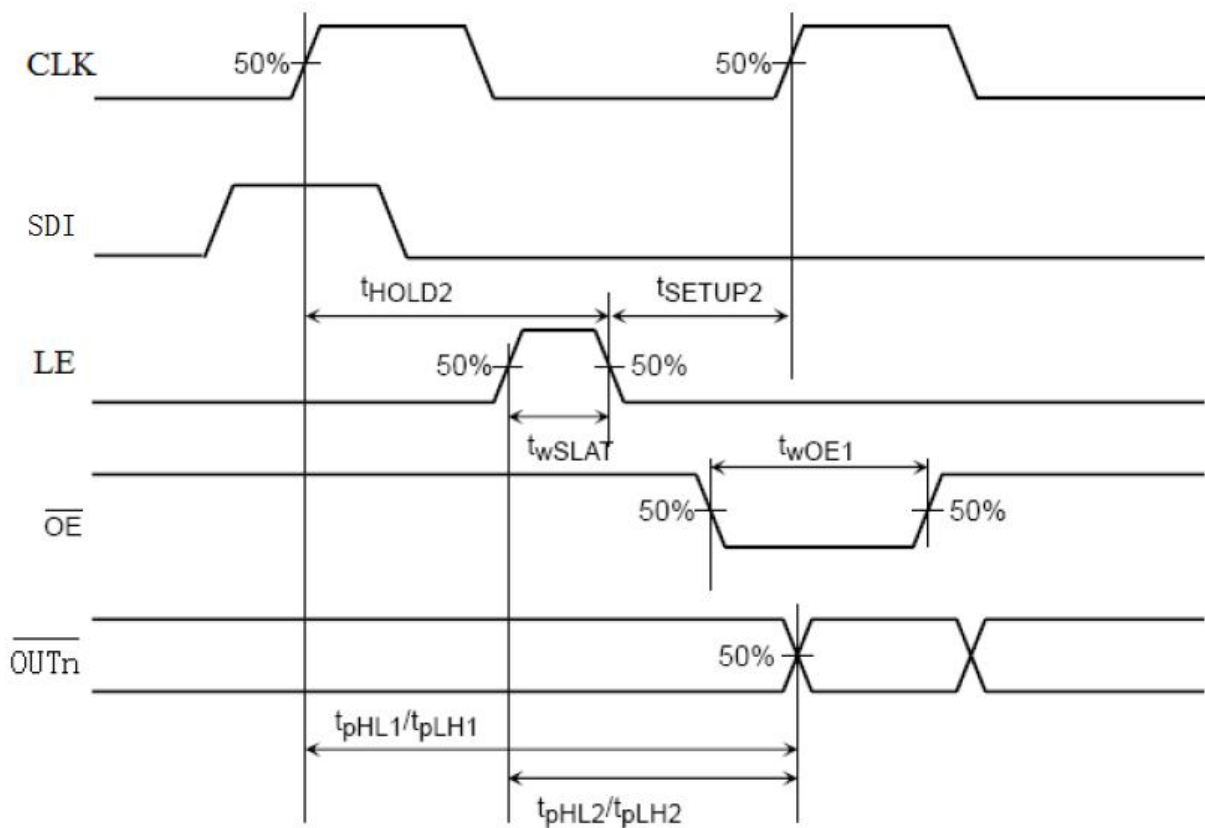 CLK
50%
50%
SDI
tHOLD2
tSETUP2
LE
50%
50%
twSLAT
twOE1
OE
50%
50%
OUTn
50%
tpHL1/tpLH1
tpHL2/tpLH2